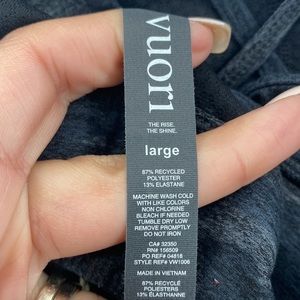 vuori
THE RISE.
THE SHINE.
large
87% RECYCLED
POLYESTER
13% ELASTANE
MACHINE WASH COLD
WITH LIKE COLORS
NON CHLORINE
BLEACH IF NEEDED
TUMBLE DRY LOW
REMOVE PROMPTLY
DO NOT IRON
CA# 32350
RN# 156509
PO REF# 04818
STYLE REF# VW1006
MADE IN VIETNAM
87% RECYCLÉ
POLYESTERS
13% ÉLASTHANNE